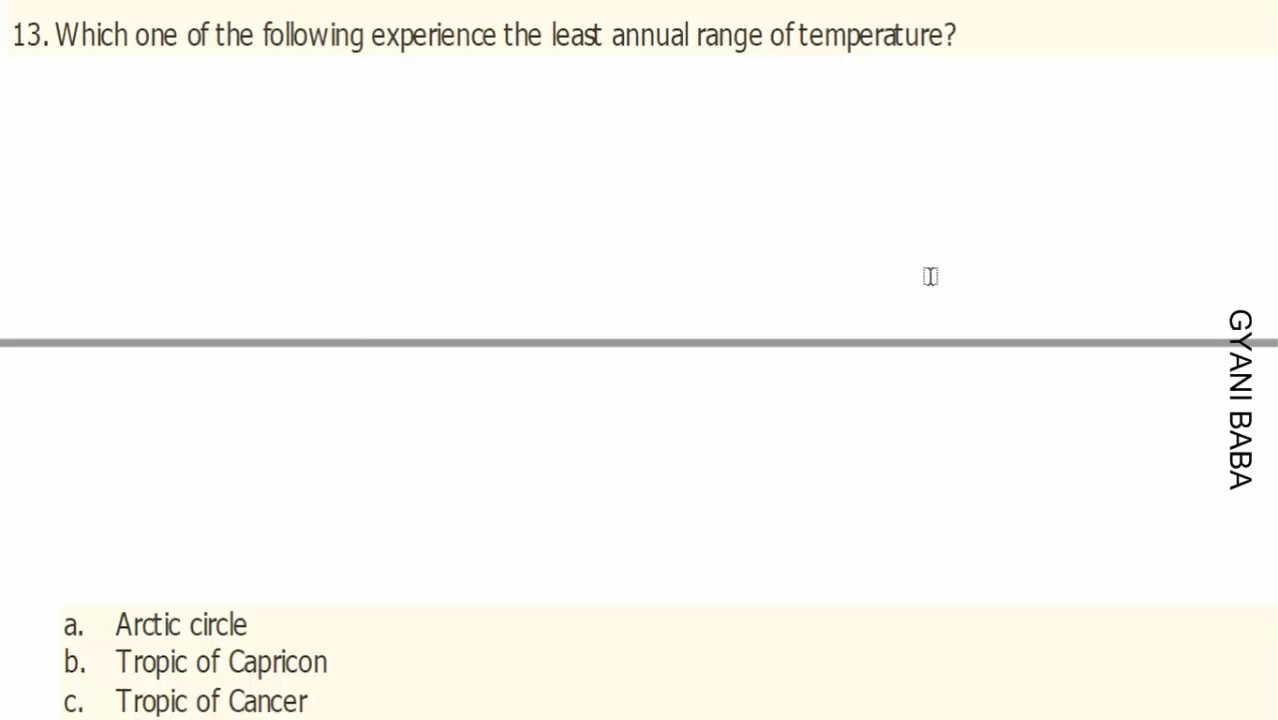 13. Which one of the following experience the least annual range of temperature?
GYANI BABA
a. Arctic circle
b. Tropic of Capricon
c. Tropic of Cancer